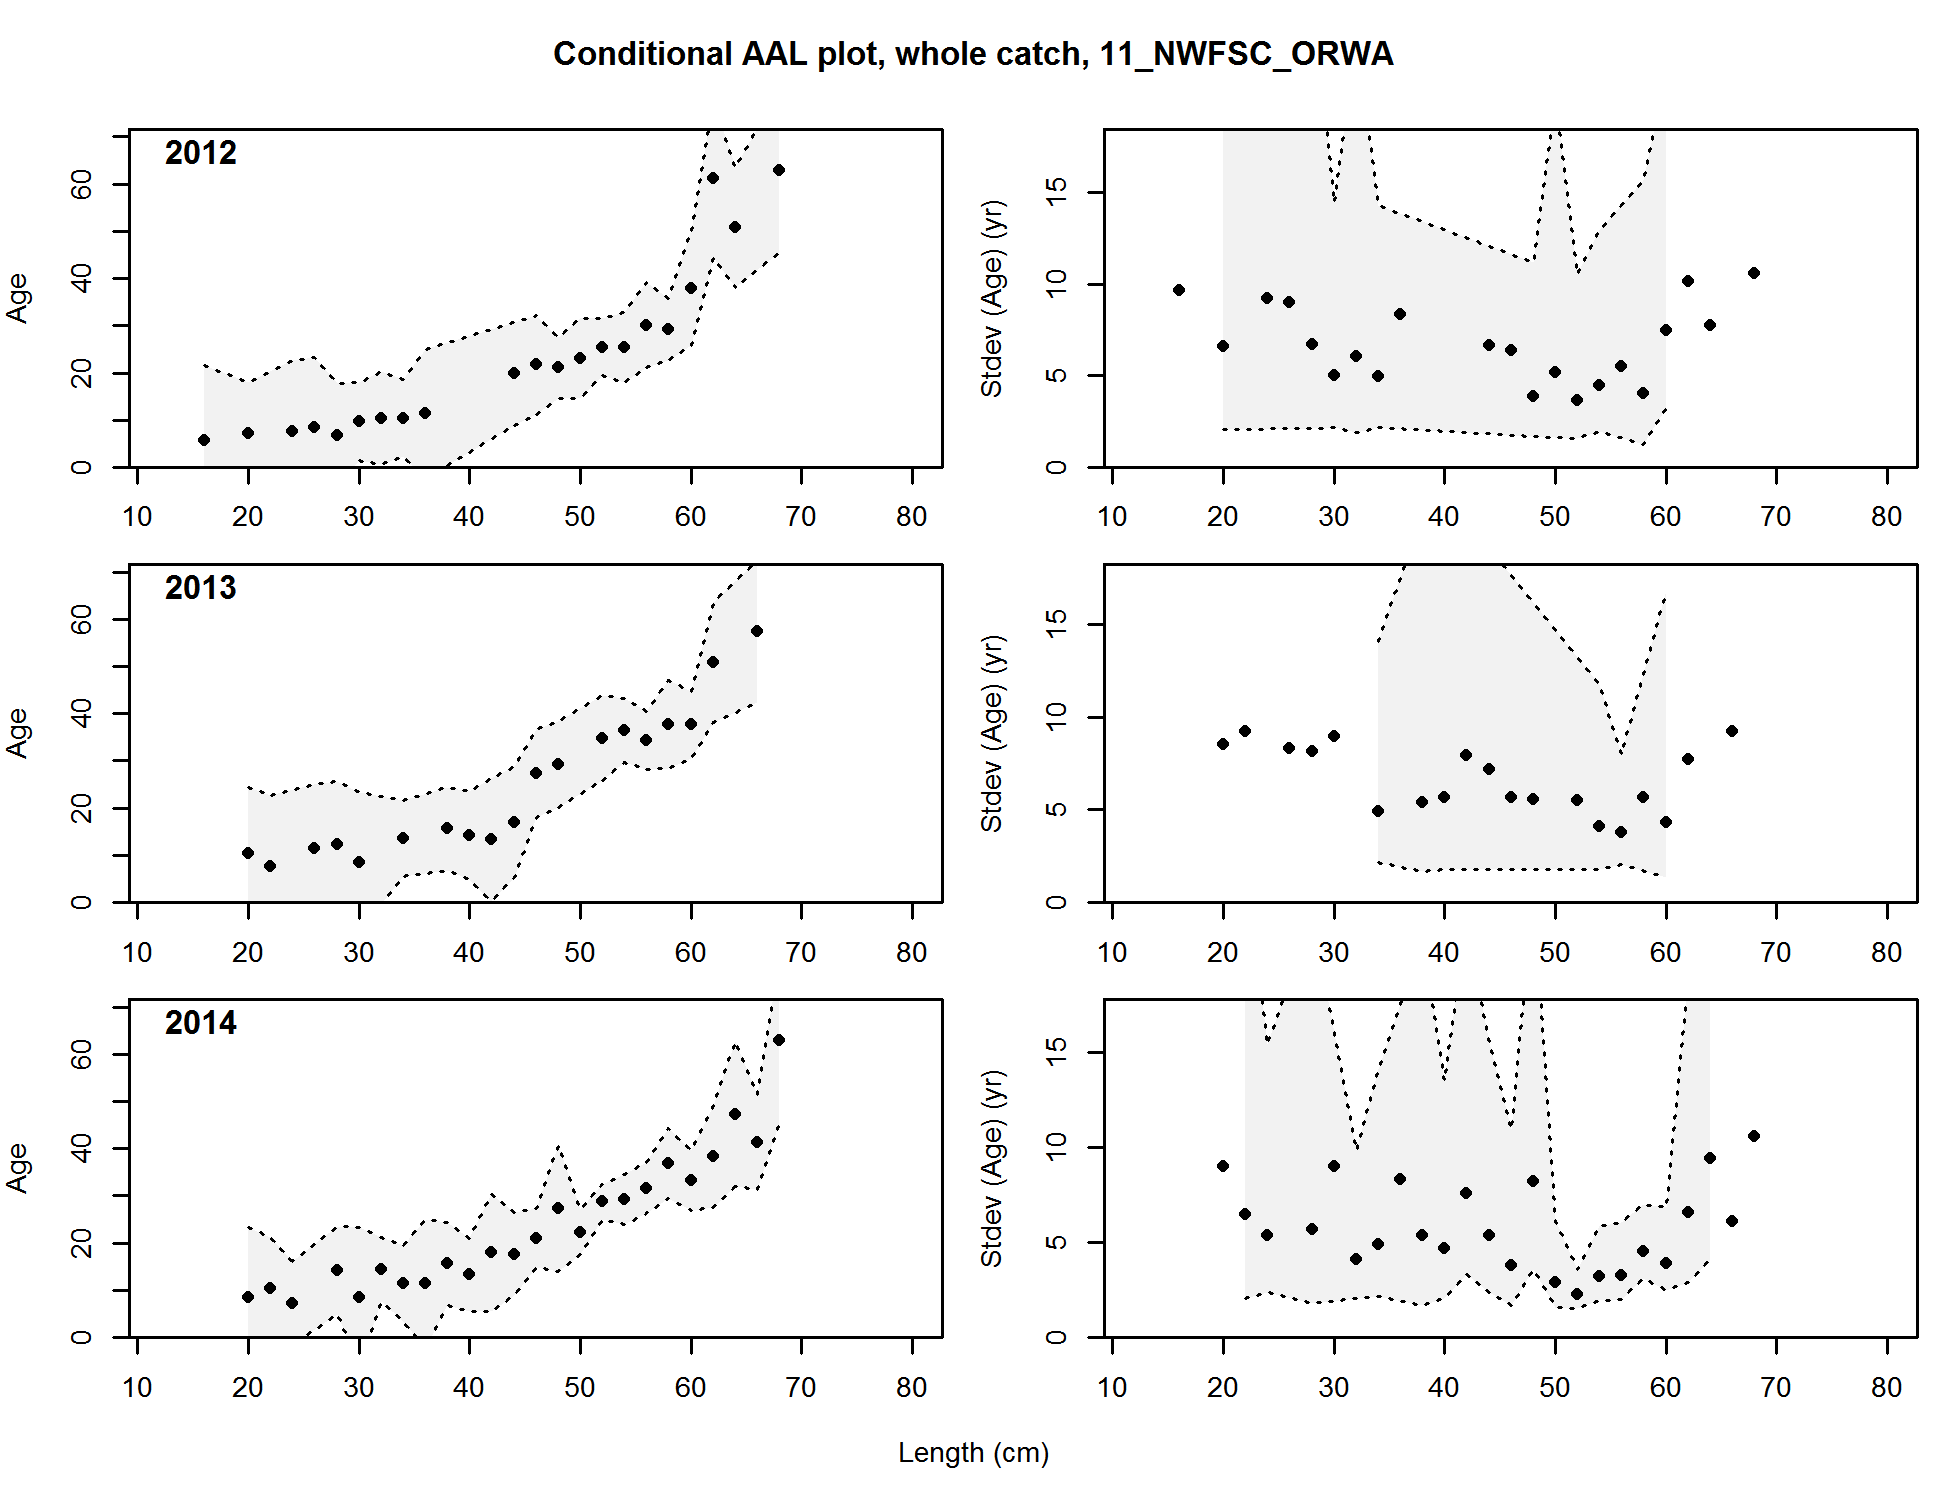 Conditional AAL plot, whole catch, 11_NWFSC_ORWA
2012
Age
0 20 40 60
10 20 30 40 50 60 70 80
Stdev (Age) (yr)
0 5 10 15
10 20 30 40 50 60 70 80
2013
Age
0 20 40 60
10 20 30 40 50 60 70 80
Stdev (Age) (yr)
0 5 10 15
10 20 30 40 50 60 70 80
2014
Age
0 20 40 60
10 20 30 40 50 60 70 80
Stdev (Age) (yr)
0 5 10 15
10 20 30 40 50 60 70 80
Length (cm)